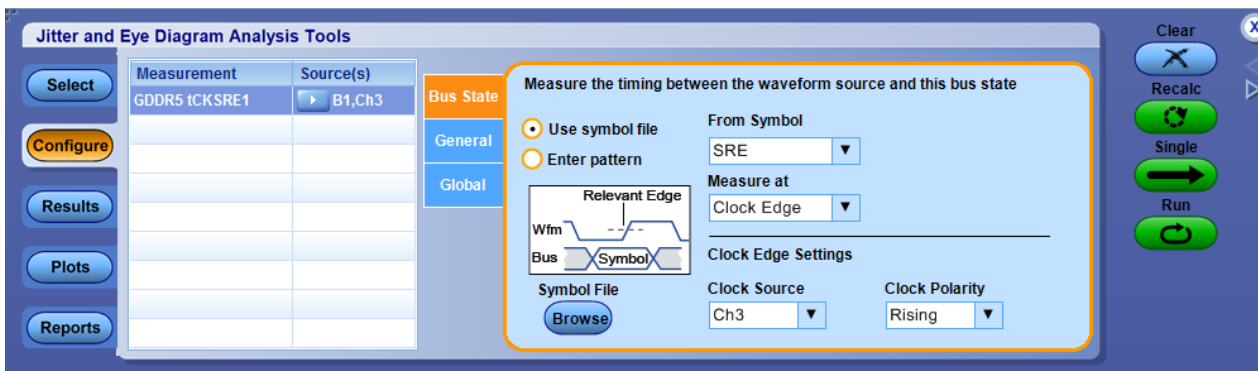 Jitter and Eye Diagram Analysis Tools
Clear
X
Select
Measurement Source(s)
GDDR5 tCKSRE1 B1,Ch3
Bus State
Measure the timing between the waveform source and this bus state
Recalc
Use symbol file
From Symbol
Configure
General
Enter pattern
SRE
Single
Global
Measure at
Results
Relevant Edge
Clock Edge
Run
Wfm
Bus Symbol
Clock Edge Settings
Plots
Symbol File
Clock Source Clock Polarity
Browse
Ch3 Rising
Reports